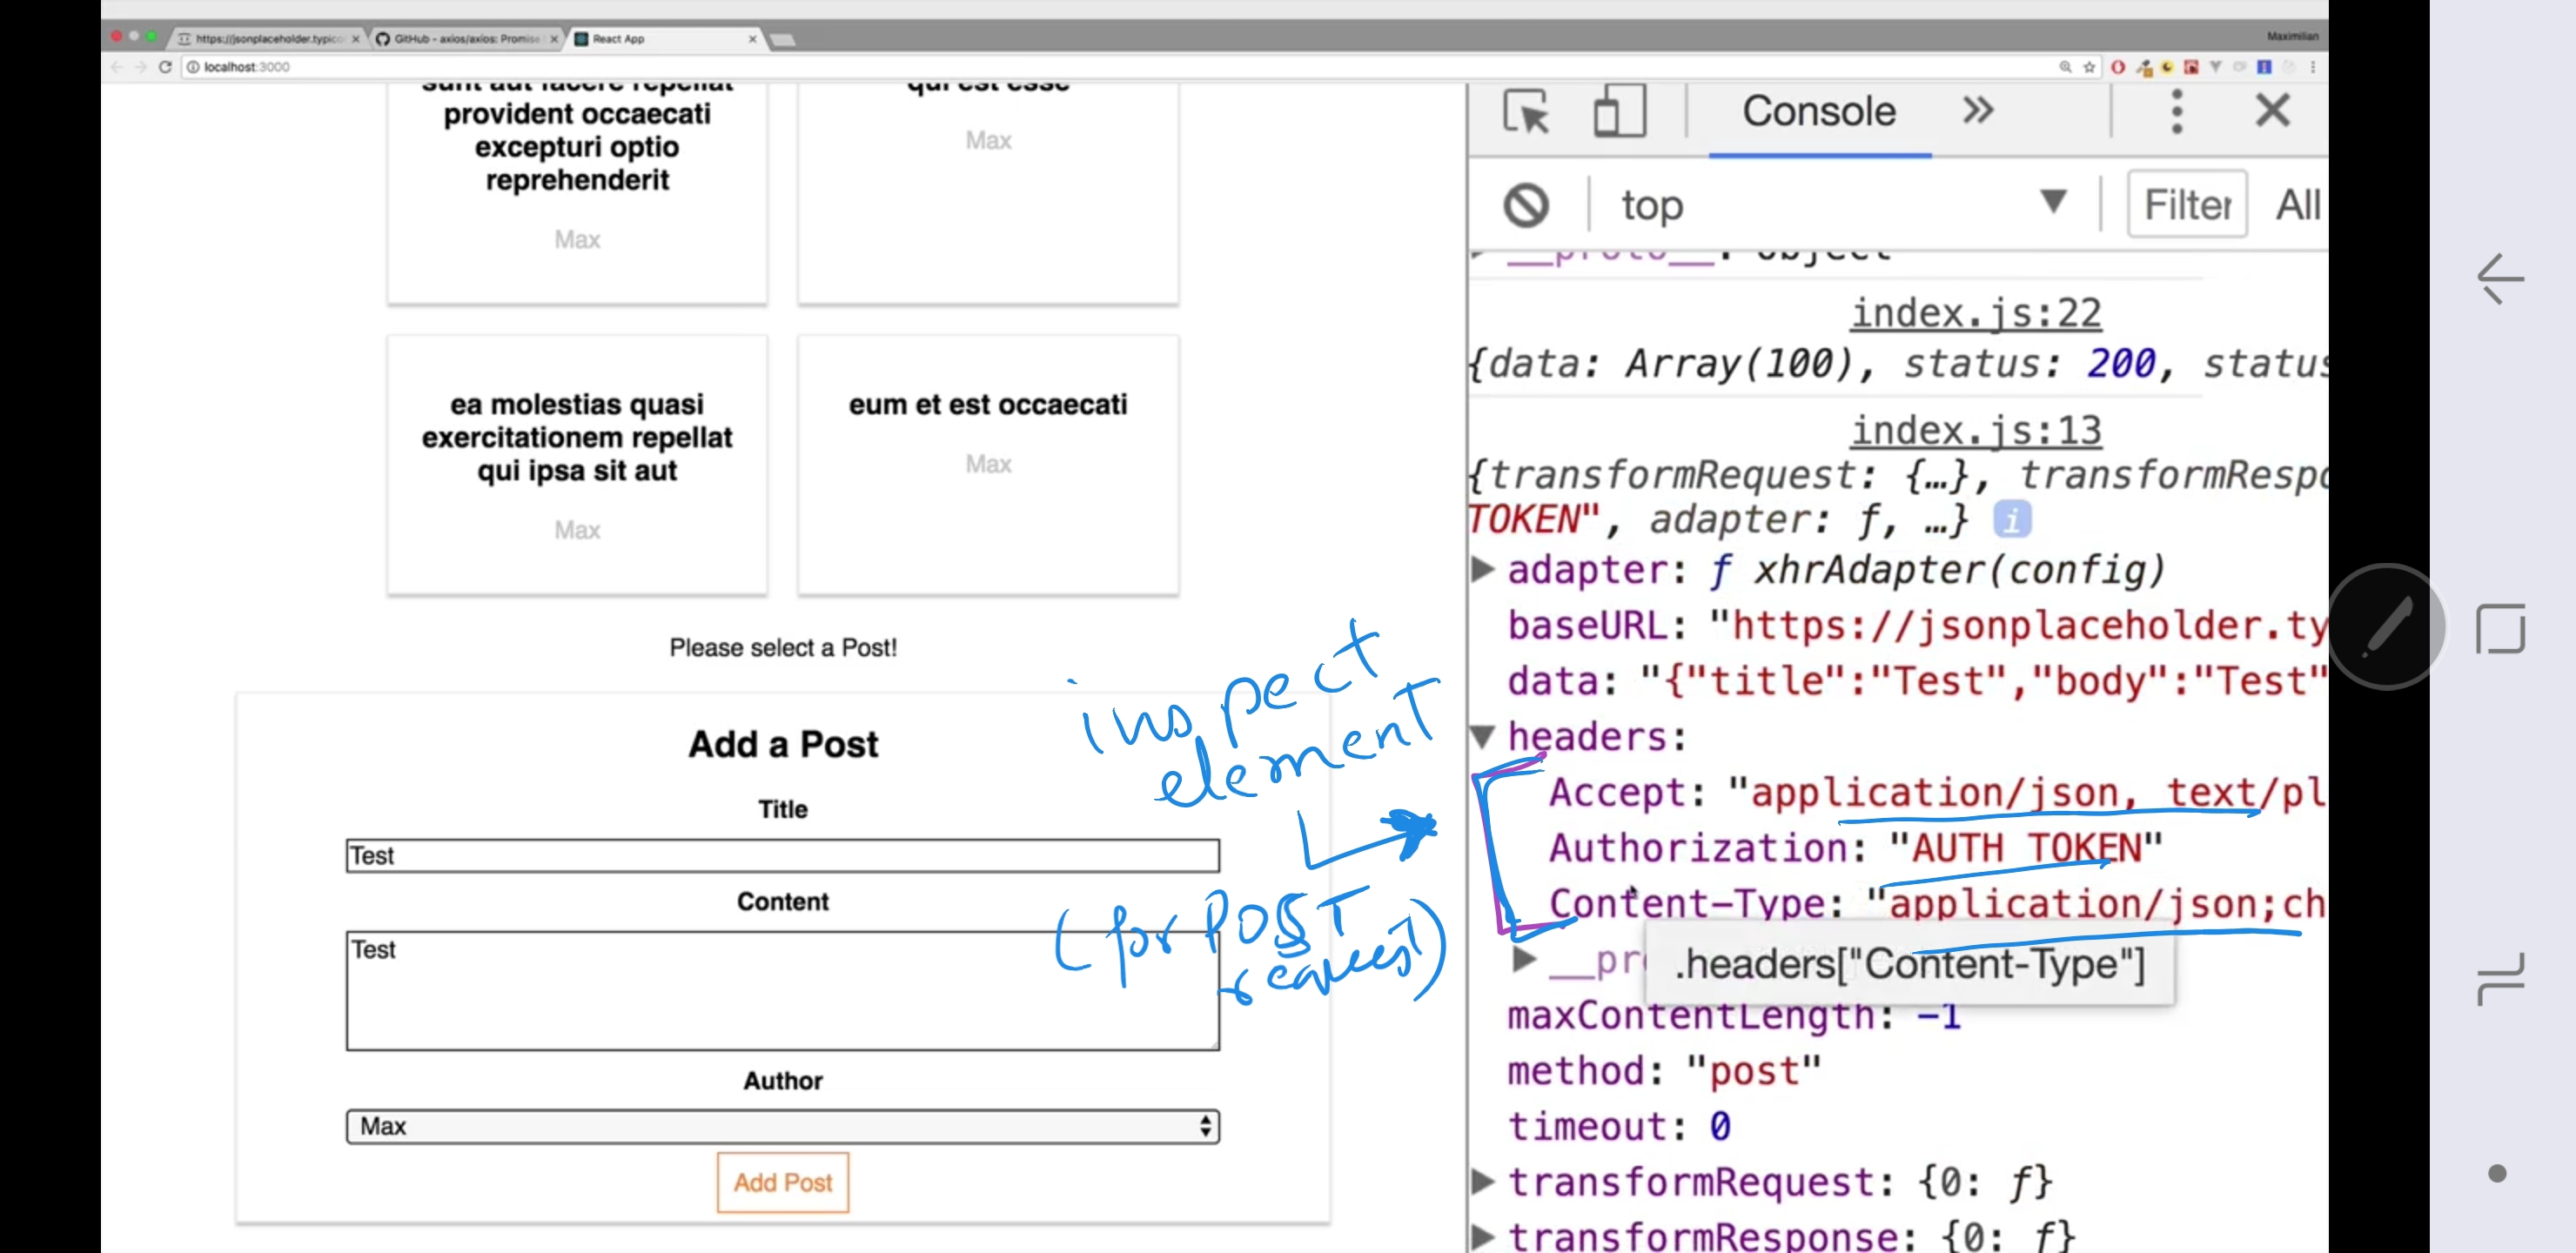 https://jsonplaceholder.typico
GitHub - axios/axios: Promise
React App
Maximilian
localhost:3000
sunt aut facere repellat
provident occaecati
excepturi optio
reprehenderit
Max
qui est esse
Max
ea molestias quasi
exercitationem repellat
qui ipsa sit aut
Max
eum et est occaecati
Max
Please select a Post!
Add a Post
Title
Test
Content
Test
Author
Max
Add Post
inspect
element
(for POST
request)
Console
top
Filter
All
__proto__: Object
index.js:22
{data: Array(100), status: 200, status
index.js:13
{transformRequest: {…}, transformRespo
TOKEN", adapter: ƒ, …} i
adapter: ƒ xhrAdapter(config)
baseURL: "https://jsonplaceholder.ty
data: "{"title":"Test","body":"Test"
headers:
Accept: "application/json, text/pl
Authorization: "AUTH TOKEN"
Content-Type: "application/json;ch
__pr
.headers["Content-Type"]
maxContentLength: -1
method: "post"
timeout: 0
transformRequest: {0: ƒ}
transformResponse: {0: ƒ}